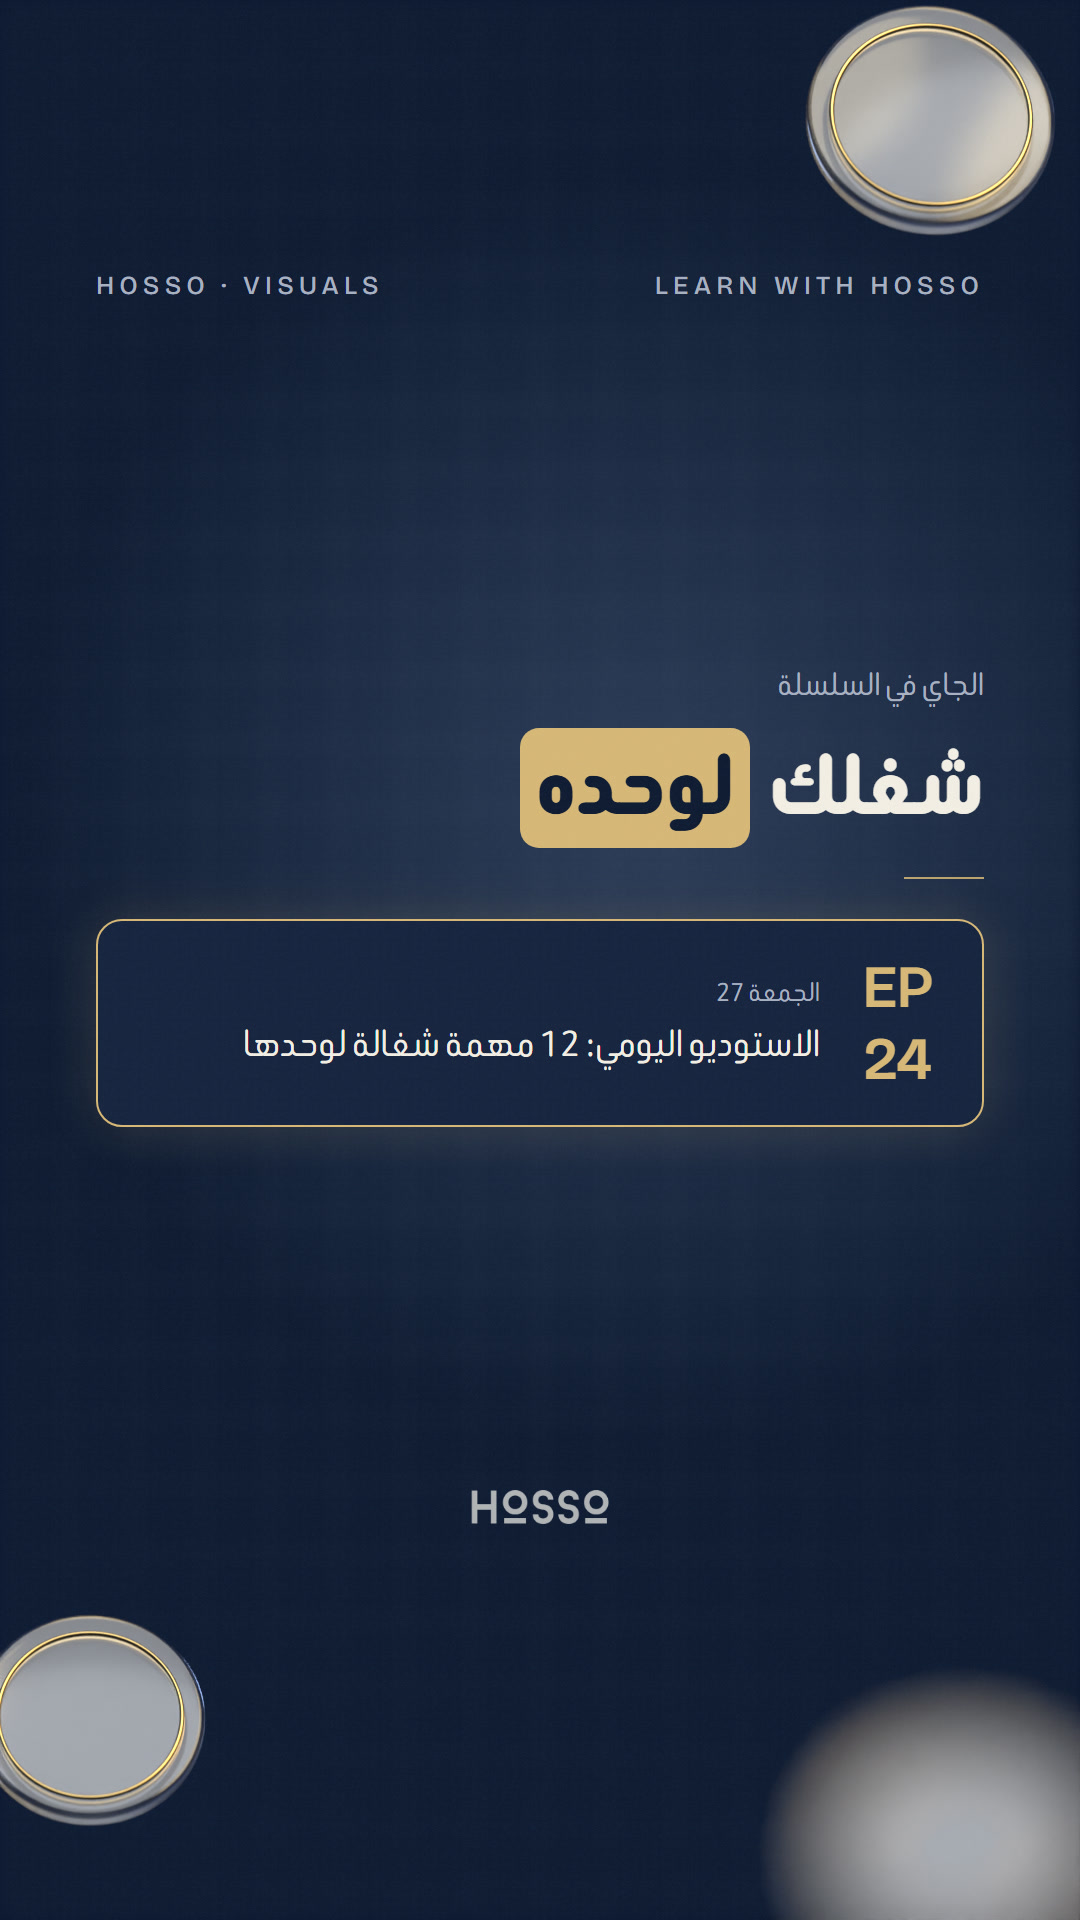 HOSSO · VISUALS
LEARN WITH HOSSO
الجاي في السلسلة
شغلك لوحده
EP 24
الجمعة 27
الاستوديو اليومي: 12 مهمة شغالة لوحدها
HOSSO